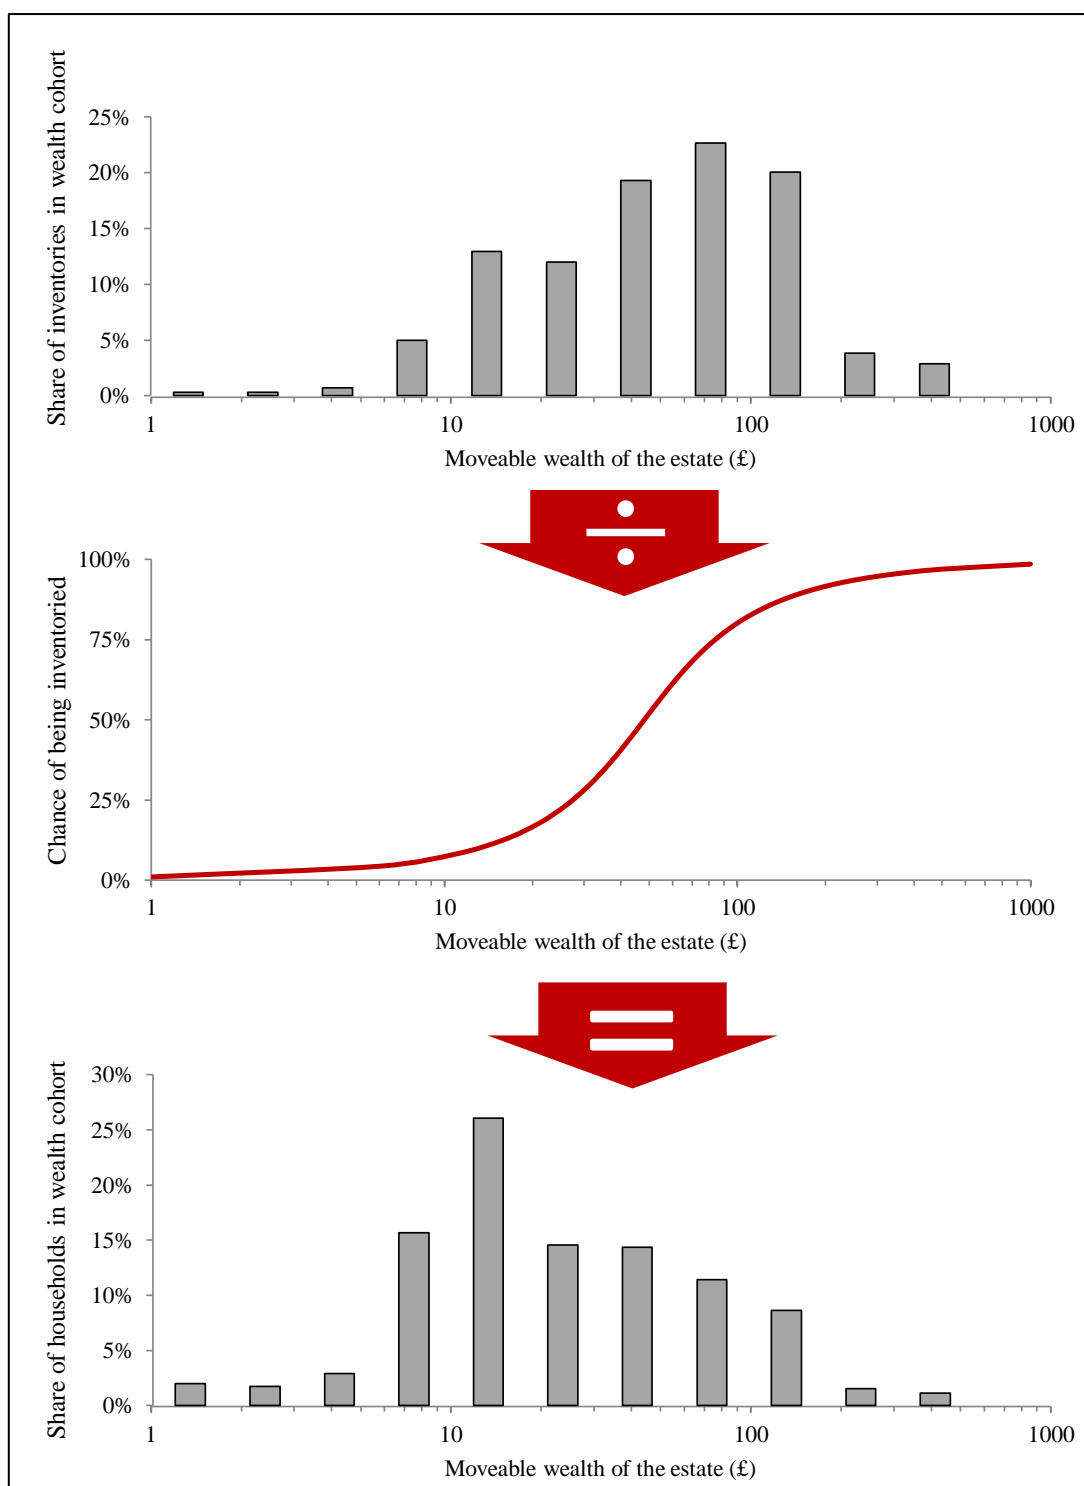 Share of inventories in wealth cohort
25%
20%
15%
10%
5%
0%
1 10 100 1000
Moveable wealth of the estate (£)
÷
Chance of being inventoried
100%
75%
50%
25%
0%
1 10 100 1000
Moveable wealth of the estate (£)
=
Share of households in wealth cohort
30%
25%
20%
15%
10%
5%
0%
1 10 100 1000
Moveable wealth of the estate (£)